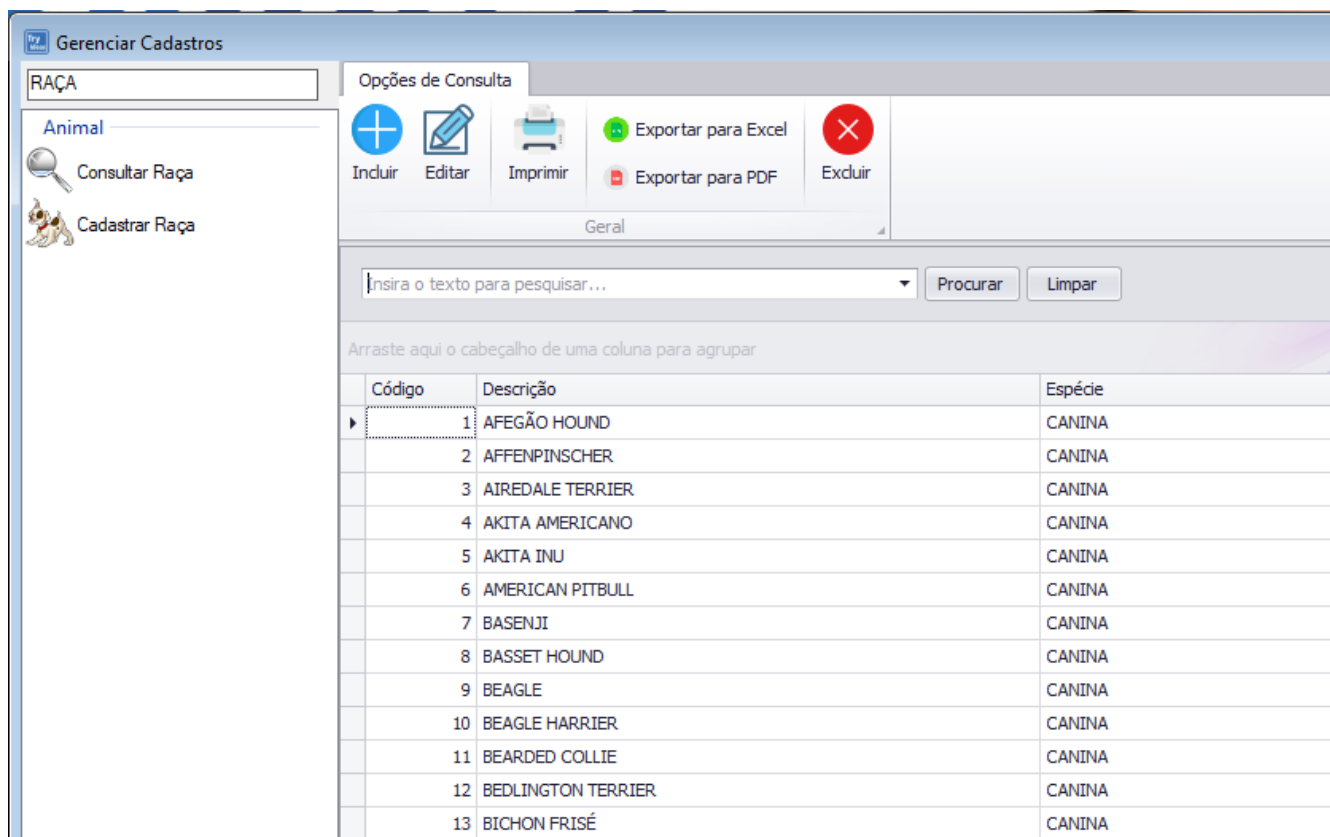 Gerenciar Cadastros
RAÇA
Animal
Consultar Raça
Cadastrar Raça
Opções de Consulta
Incluir
Editar
Imprimir
Exportar para Excel
Exportar para PDF
Excluir
Geral
Insira o texto para pesquisar...
Procurar
Limpar
Arraste aqui o cabeçalho de uma coluna para agrupar
Código Descrição Espécie
1 AFEGÃO HOUND CANINA
2 AFFENPINSCHER CANINA
3 AIREDALE TERRIER CANINA
4 AKITA AMERICANO CANINA
5 AKITA INU CANINA
6 AMERICAN PITBULL CANINA
7 BASENJI CANINA
8 BASSET HOUND CANINA
9 BEAGLE CANINA
10 BEAGLE HARRIER CANINA
11 BEARDED COLLIE CANINA
12 BEDLINGTON TERRIER CANINA
13 BICHON FRISÉ CANINA